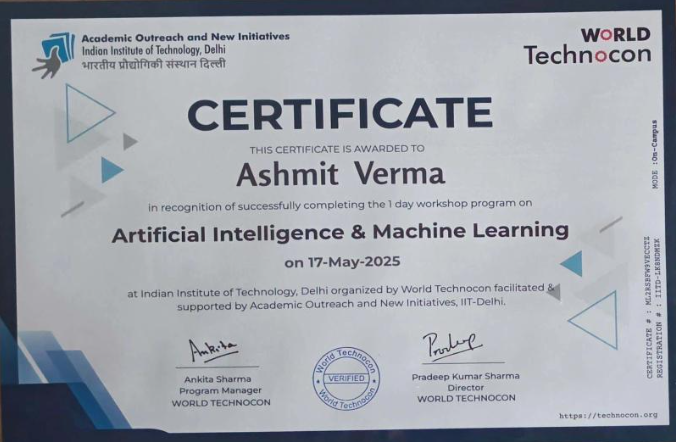 Academic Outreach and New Initiatives
Indian Institute of Technology, Delhi
भारतीय प्रौद्योगिकी संस्थान दिल्ली
WORLD
Technocon
CERTIFICATE
THIS CERTIFICATE IS AWARDED TO
Ashmit Verma
in recognition of successfully completing the 1 day workshop program on
Artificial Intelligence & Machine Learning
on 17-May-2025
at Indian Institute of Technology, Delhi organized by World Technocon facilitated &
supported by Academic Outreach and New Initiatives, IIT-Delhi.
Ankita
Ankita Sharma
Program Manager
WORLD TECHNOCON
World Technocon
VERIFIED
World Technocon
Pradeep
Pradeep Kumar Sharma
Director
WORLD TECHNOCON
MODE :On-Campus
CERTIFICATE # :
REGISTRATION # :
https://technocon.org